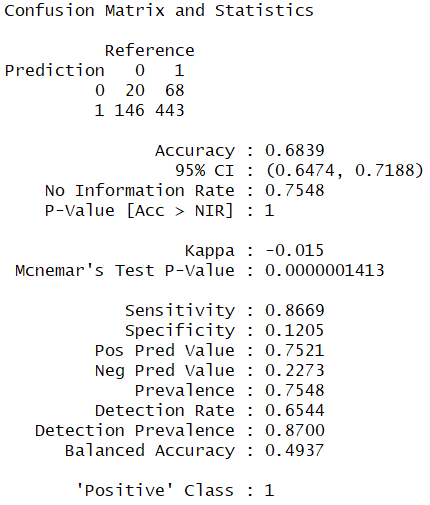 Confusion Matrix and Statistics
Reference
Prediction 0 1
0 20 68
1 146 443
Accuracy : 0.6839
95% CI : (0.6474, 0.7188)
No Information Rate : 0.7548
P-Value [Acc > NIR] : 1
Kappa : -0.015
Mcnemar's Test P-Value : 0.0000001413
Sensitivity : 0.8669
Specificity : 0.1205
Pos Pred Value : 0.7521
Neg Pred Value : 0.2273
Prevalence : 0.7548
Detection Rate : 0.6544
Detection Prevalence : 0.8700
Balanced Accuracy : 0.4937
'Positive' Class : 1